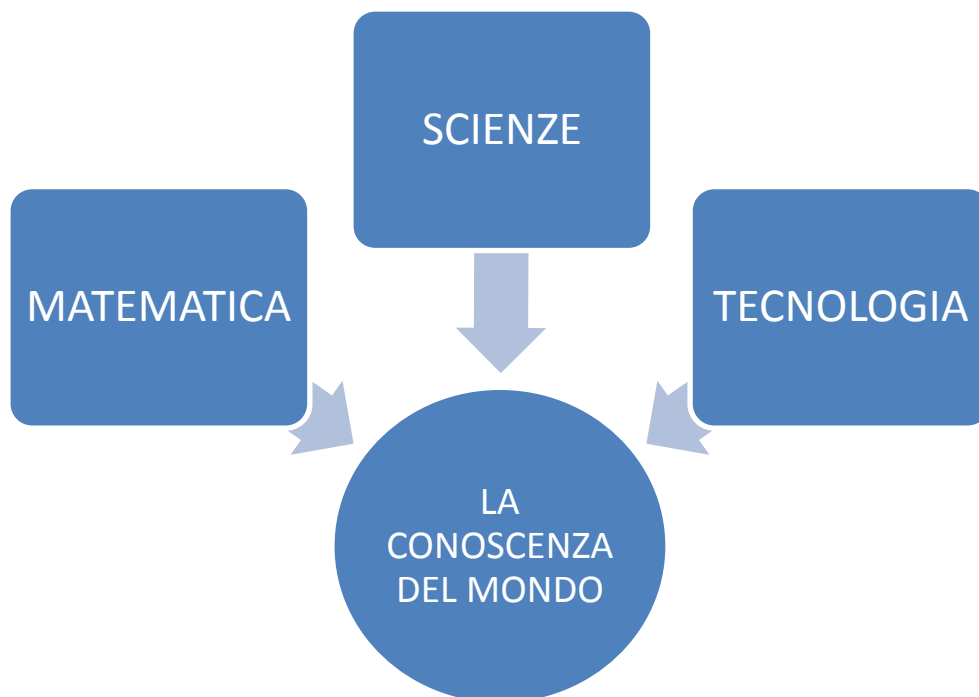 SCIENZE
MATEMATICA
TECNOLOGIA
LA
CONOSCENZA
DEL MONDO